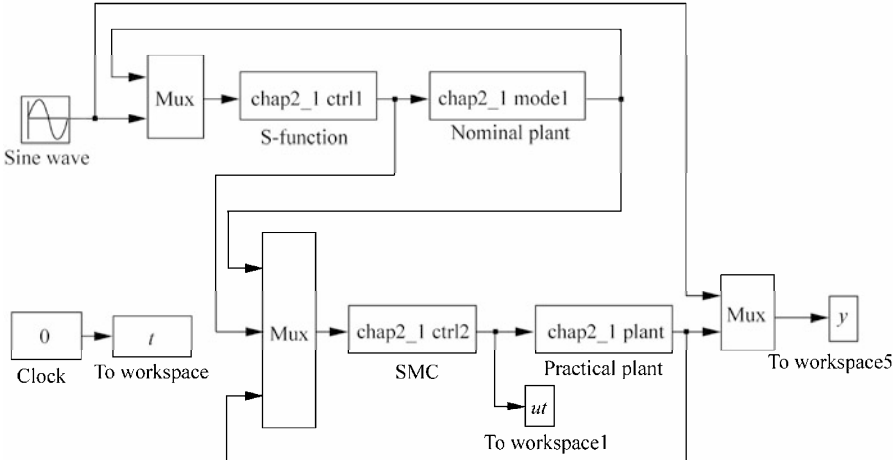 Mux
chap2_1 ctrl1
chap2_1 mode1
S-function
Nominal plant
Sine wave
Mux
chap2_1 ctrl2
chap2_1 plant
Mux
y
0
t
Clock
To workspace
SMC
Practical plant
To workspace5
ut
To workspace1